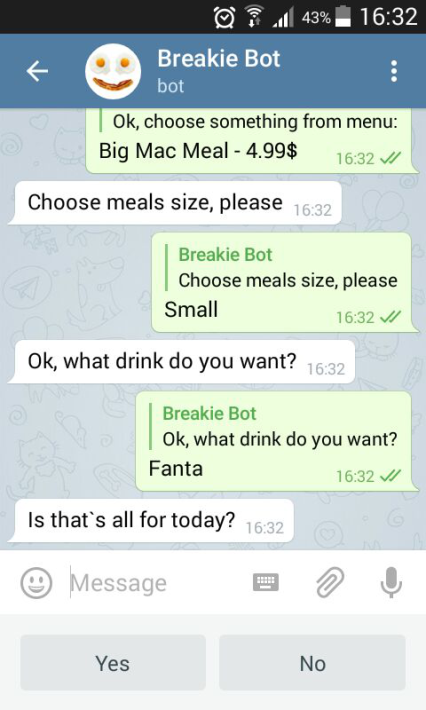 43% 16:32
Breakie Bot
bot
Ok, choose something from menu:
Big Mac Meal - 4.99$
16:32
Choose meals size, please 16:32
Breakie Bot
Choose meals size, please
Small
16:32
Ok, what drink do you want? 16:32
Breakie Bot
Ok, what drink do you want?
Fanta
16:32
Is that`s all for today? 16:32
Message
Yes No